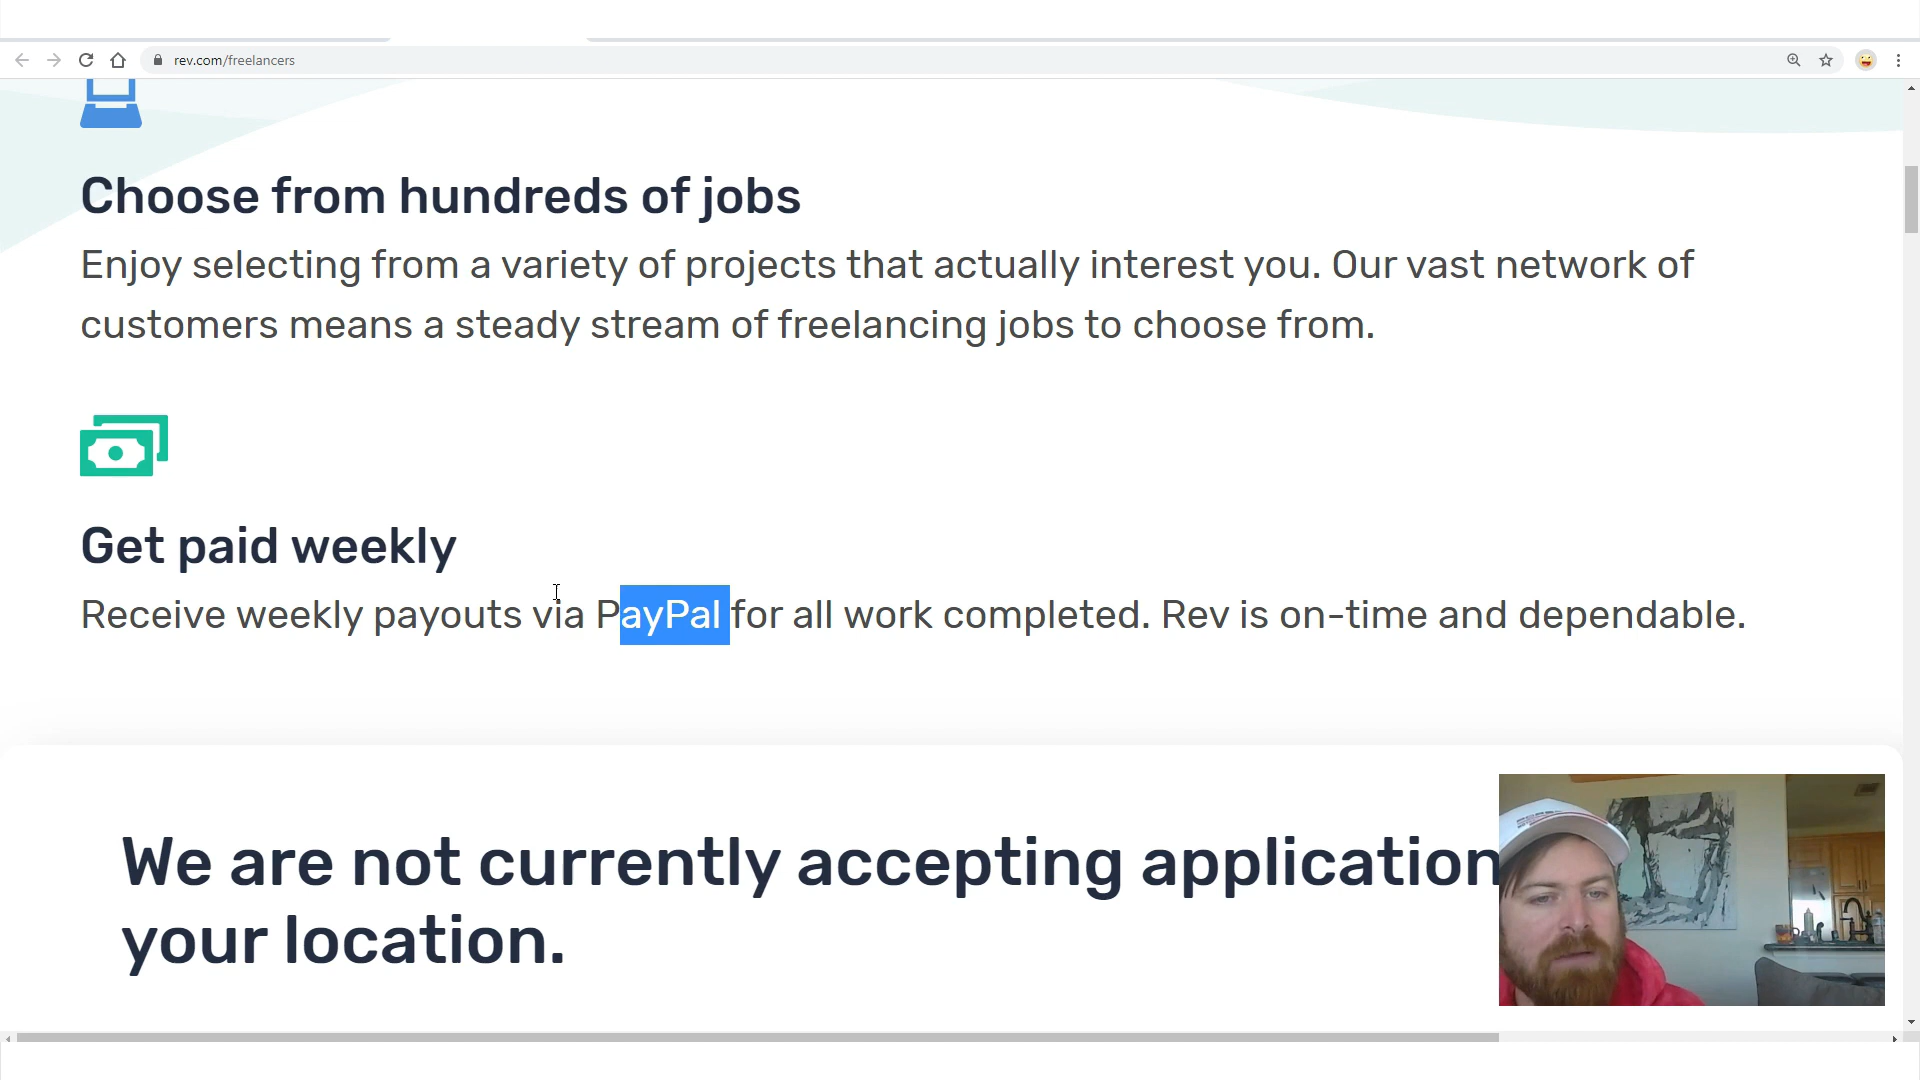 rev.com/freelancers
Choose from hundreds of jobs
Enjoy selecting from a variety of projects that actually interest you. Our vast network of
customers means a steady stream of freelancing jobs to choose from.
Get paid weekly
Receive weekly payouts via PayPal for all work completed. Rev is on-time and dependable.
We are not currently accepting application
your location.